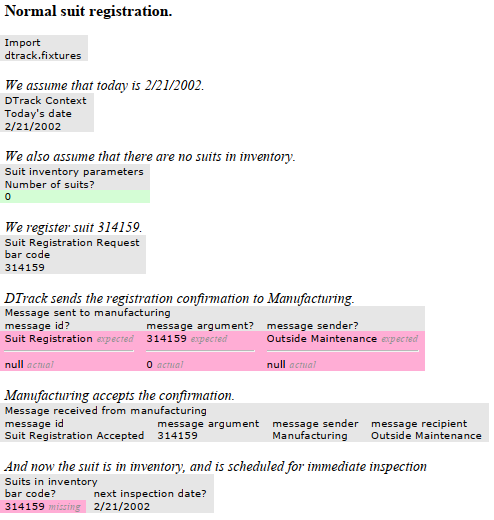 Normal suit registration.
Import
dtrack.fixtures
We assume that today is 2/21/2002.
DTrack Context
Today's date
2/21/2002
We also assume that there are no suits in inventory.
Suit inventory parameters
Number of suits?
0
We register suit 314159.
Suit Registration Request
bar code
314159
DTrack sends the registration confirmation to Manufacturing.
Message sent to manufacturing
message id? message argument? message sender?
Suit Registration expected 314159 expected Outside Maintenance expected
null actual 0 actual null actual
Manufacturing accepts the confirmation.
Message received from manufacturing
message id message argument message sender message recipient
Suit Registration Accepted 314159 Manufacturing Outside Maintenance
And now the suit is in inventory, and is scheduled for immediate inspection
Suits in inventory
bar code? next inspection date?
314159 missing 2/21/2002